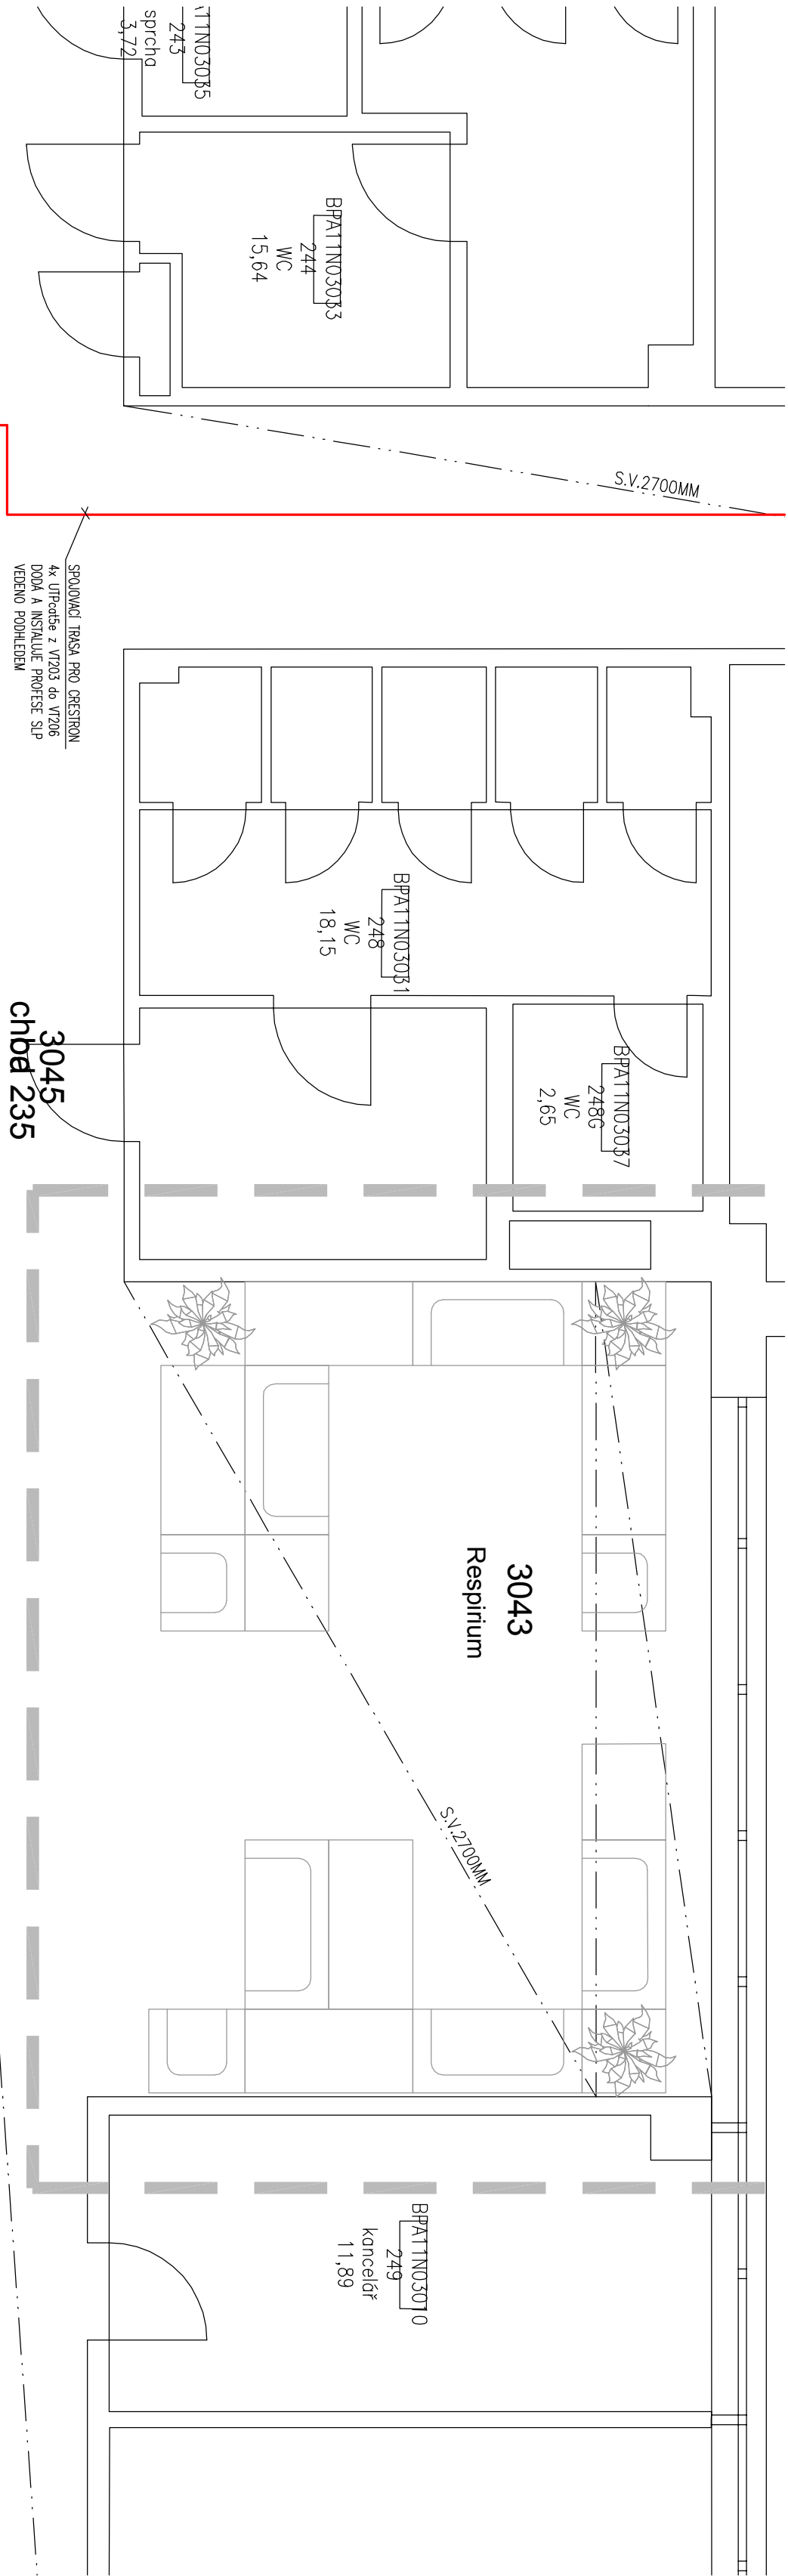 243
sprcha
3,72
BPA11N03033
244
WC
15,64
S.V.2700MM
SPOJOVACÍ TRASA PRO CRESTRON
4x UTPcat5e z VT203 do VT206
DODÁ A INSTALUJE PROFESE SLP
VEDENO PODHLEDEM
BPA11N03031
248
WC
18,15
BPA11N03037
248G
WC
2,65
3045
chbd 235
3043
Respirium
S.V.2700MM
BPA11N03010
249
kancelář
11,89